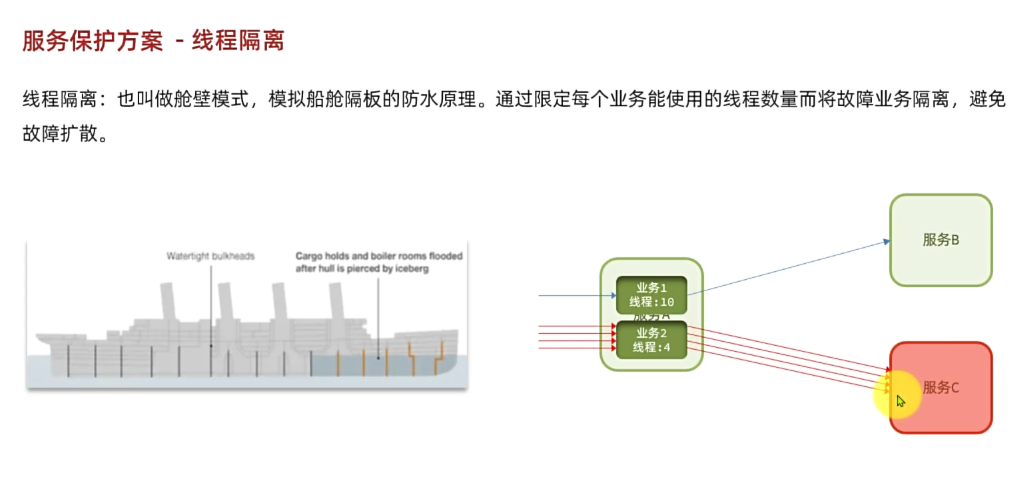 服务保护方案 - 线程隔离
线程隔离：也叫做舱壁模式，模拟船舱隔板的防水原理。通过限定每个业务能使用的线程数量而将故障业务隔离，避免
故障扩散。
Watertight bulkheads
Cargo holds and boiler rooms flooded
after hull is pierced by iceberg
业务1
线程:10
服务A
业务2
线程:4
服务B
服务C